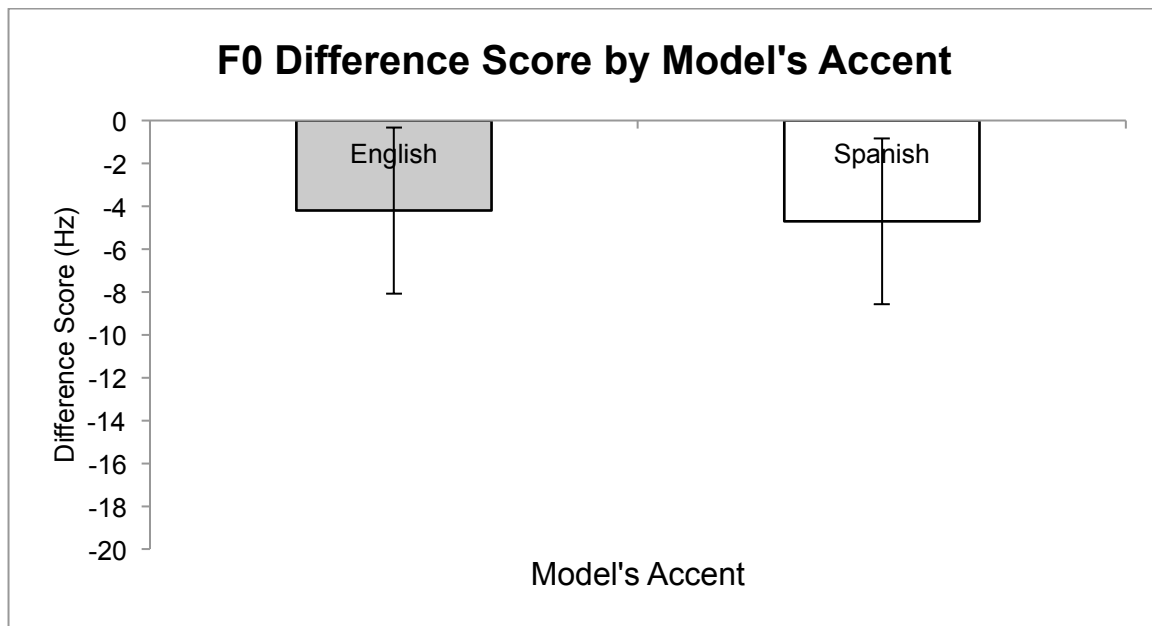 F0 Difference Score by Model's Accent
0
-2
-4
-6
-8
-10
-12
-14
-16
-18
-20
Difference Score (Hz)
English
Spanish
Model's Accent